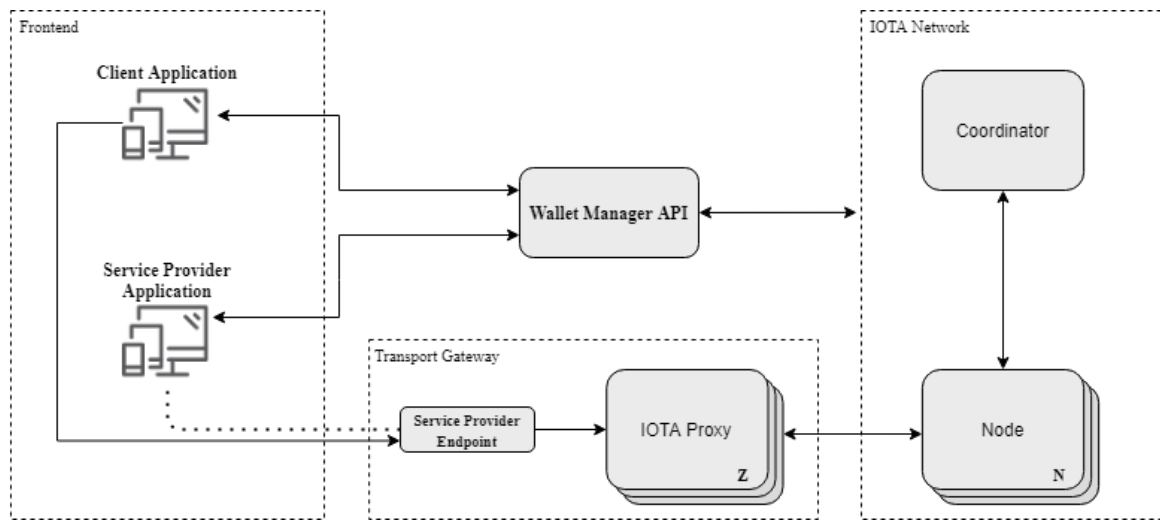 Frontend
IOTA Network
Client Application
Coordinator
Wallet Manager API
Service Provider
Application
Transport Gateway
Service Provider
Endpoint
IOTA Proxy
Z
Node
N